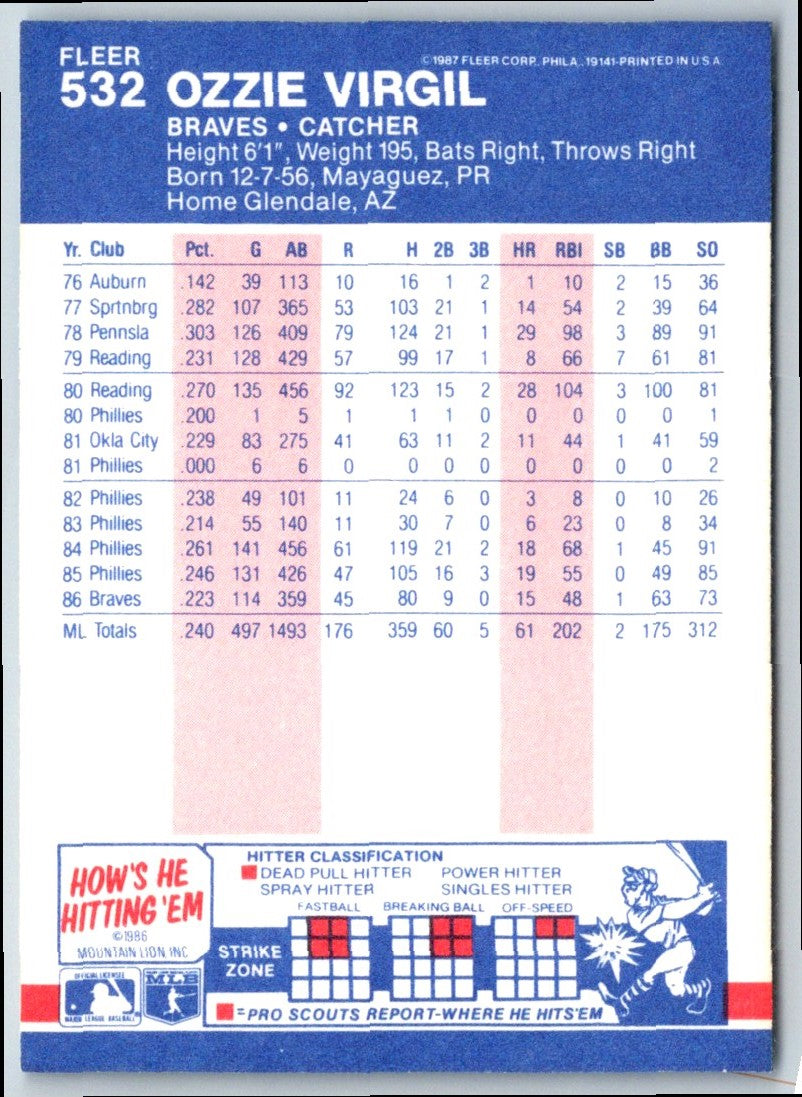 FLEER
532 OZZIE VIRGIL
©1987 FLEER CORP. PHILA., 19141-PRINTED IN U S A
BRAVES • CATCHER
Height 6'1", Weight 195, Bats Right, Throws Right
Born 12-7-56, Mayaguez, PR
Home Glendale, AZ
Yr. Club Pct. G AB R H 2B 3B HR RBI SB BB SO
76 Auburn .142 39 113 10 16 1 2 1 10 2 15 36
77 Sprtnbrg .282 107 365 53 103 21 1 14 54 2 39 64
78 Pennsla .303 126 409 79 124 21 1 29 98 3 89 91
79 Reading .231 128 429 57 99 17 1 8 66 7 61 81
80 Reading .270 135 456 92 123 15 2 28 104 3 100 81
80 Phillies .200 1 5 1 1 1 0 0 0 0 0 1
81 Okla City .229 83 275 41 63 11 2 11 44 1 41 59
81 Phillies .000 6 6 0 0 0 0 0 0 0 0 2
82 Phillies .238 49 101 11 24 6 0 3 8 0 10 26
83 Phillies .214 55 140 11 30 7 0 6 23 0 8 34
84 Phillies .261 141 456 61 119 21 2 18 68 1 45 91
85 Phillies .246 131 426 47 105 16 3 19 55 0 49 85
86 Braves .223 114 359 45 80 9 0 15 48 1 63 73
ML Totals .240 497 1493 176 359 60 5 61 202 2 175 312
HOW'S HE
HITTING 'EM
©1986
MOUNTAIN LION INC
OFFICIAL LICENSEE
MAJOR LEAGUE BASEBALL
MLB
HITTER CLASSIFICATION
DEAD PULL HITTER POWER HITTER
SPRAY HITTER SINGLES HITTER
FASTBALL BREAKING BALL OFF-SPEED
STRIKE
ZONE
=PRO SCOUTS REPORT-WHERE HE HITS'EM